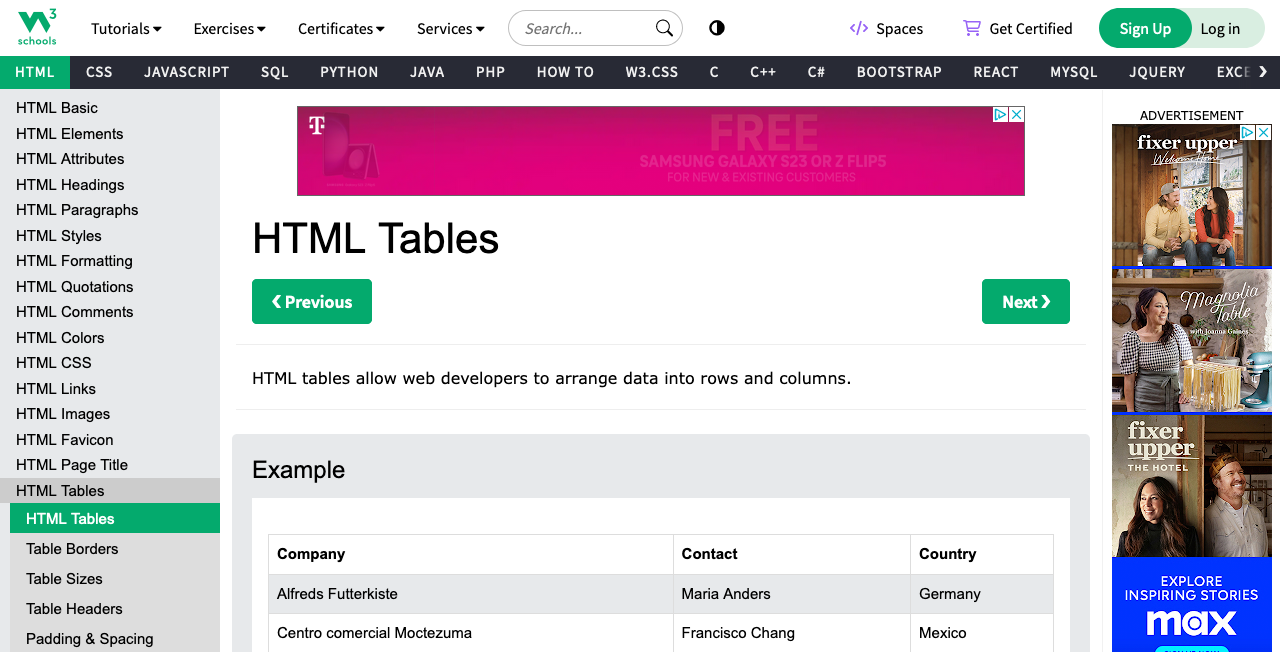 W3 schools
Tutorials Exercises Certificates Services Search... Spaces Get Certified Sign Up Log in
HTML CSS JAVASCRIPT SQL PYTHON JAVA PHP HOW TO W3.CSS C C++ C# BOOTSTRAP REACT MYSQL JQUERY
HTML Basic
HTML Elements
HTML Attributes
HTML Headings
HTML Paragraphs
HTML Styles
HTML Formatting
HTML Quotations
HTML Comments
HTML Colors
HTML CSS
HTML Links
HTML Images
HTML Favicon
HTML Page Title
HTML Tables
HTML Tables
Table Borders
Table Sizes
Table Headers
Padding & Spacing
T
FREE
SAMSUNG GALAXY S23 OR Z FLIP5
FOR NEW & EXISTING CUSTOMERS
HTML Tables
❮ Previous
Next ❯
HTML tables allow web developers to arrange data into rows and columns.
Example
Company Contact Country
Alfreds Futterkiste Maria Anders Germany
Centro comercial Moctezuma Francisco Chang Mexico
ADVERTISEMENT
fixer upper
Welcome Home
Magnolia
Table
with Joanna Gaines
fixer
upper
THE HOTEL
EXPLORE
INSPIRING STORIES
max